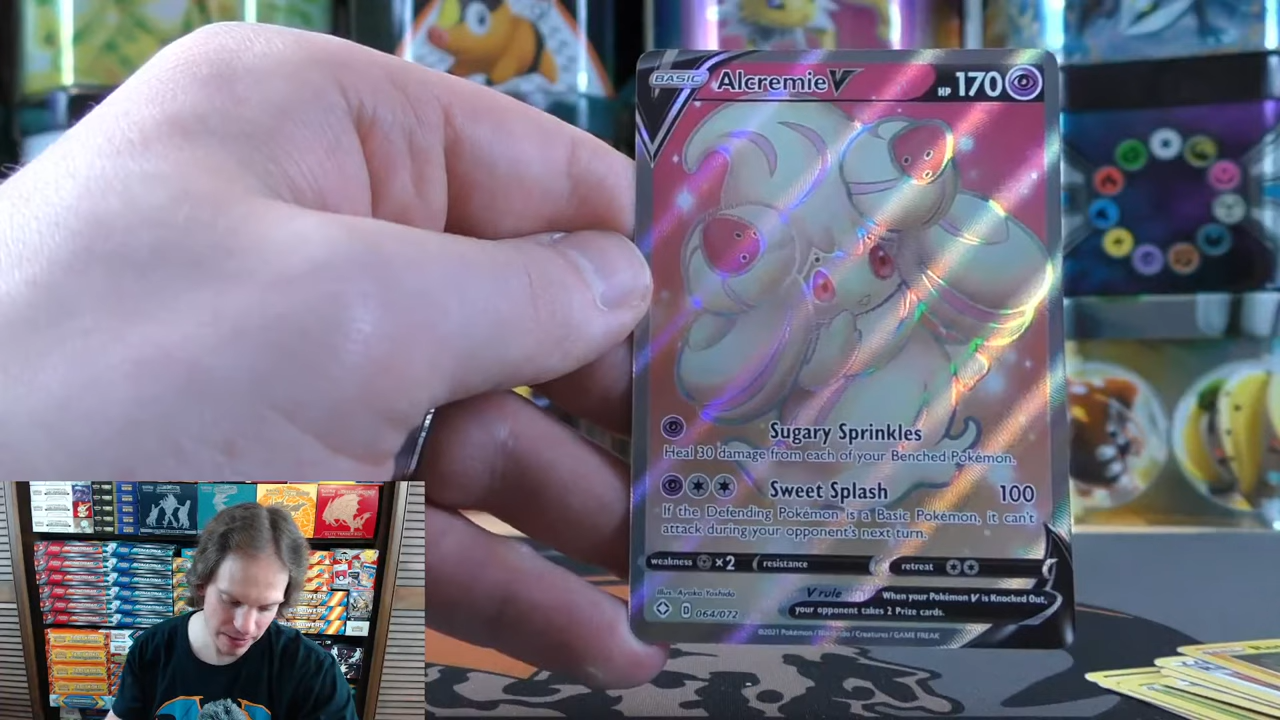 BASIC Alcremie V HP 170
Sugary Sprinkles
Heal 30 damage from each of your Benched Pokémon.
Sweet Splash 100
If the Defending Pokémon is a Basic Pokémon, it can't
attack during your opponent's next turn.
weakness ×2 resistance retreat
Illus. Ayaka Yoshida
V rule When your Pokémon V is Knocked Out,
your opponent takes 2 Prize cards.
D 064/072
©2021 Pokémon / Nintendo / Creatures / GAME FREAK